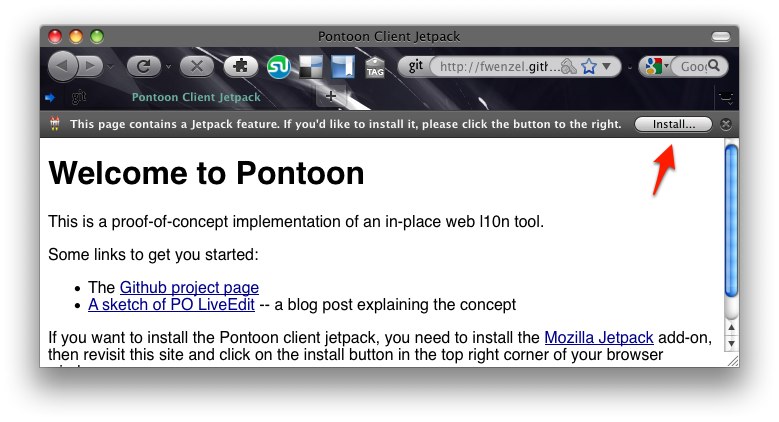 Pontoon Client Jetpack
TAG
git http://fwenzel.gitl...
Goo
git
Pontoon Client Jetpack
This page contains a Jetpack feature. If you'd like to install it, please click the button to the right. Install...
Welcome to Pontoon
This is a proof-of-concept implementation of an in-place web l10n tool.
Some links to get you started:
• The Github project page
• A sketch of PO LiveEdit -- a blog post explaining the concept
If you want to install the Pontoon client jetpack, you need to install the Mozilla Jetpack add-on,
then revisit this site and click on the install button in the top right corner of your browser